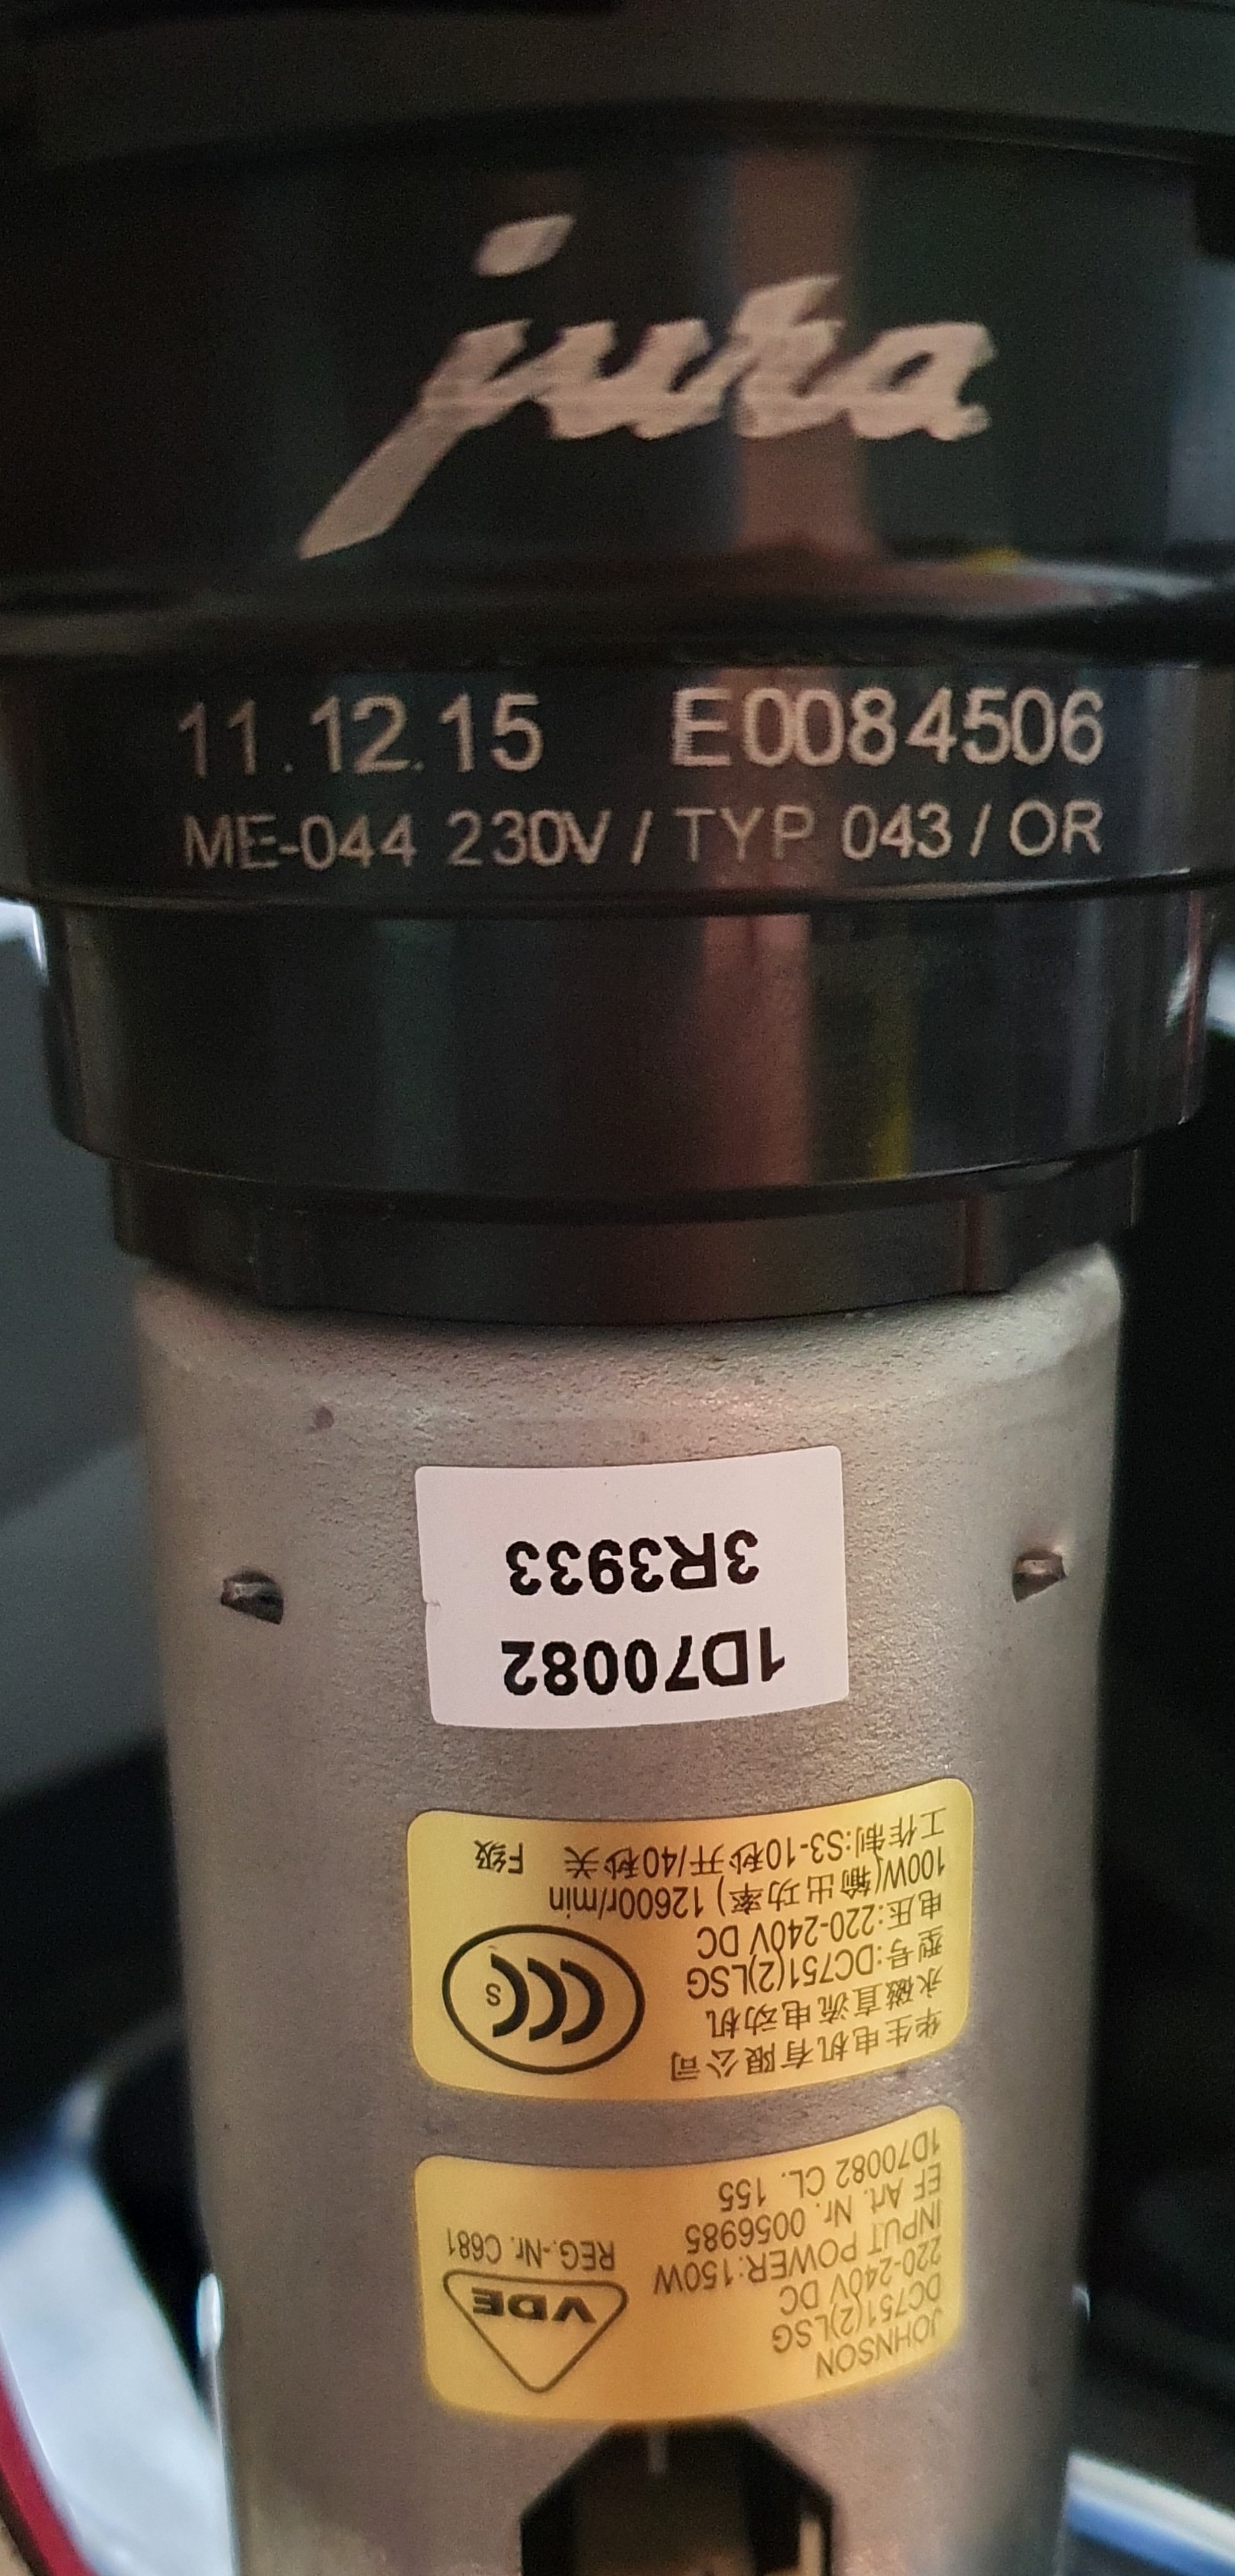 jura
11.12.15 E0084506
ME-044 230V / TYP 043 / OR
1D70082
3R3933
华生电机有限公司
永磁直流电动机
型号:DC751(2)LSG
电压:220-240V DC
100W(输出功率) 12600r/min
工作制:S3-10秒开/40秒关 F级
CCC S
JOHNSON
DC751(2)LSG
220-240V DC
INPUT POWER:150W
EF Art. Nr. 0056985
1D70082 CL. 155
VDE
REG.-Nr. C681